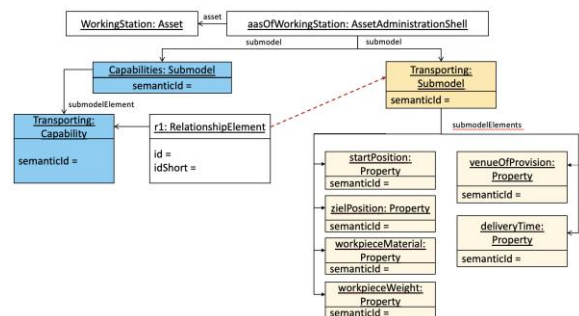 WorkingStation: Asset
asset
aasOfWorkingStation: AssetAdministrationShell
submodel
submodel
Capabilities: Submodel
semanticId =
Transporting:
Submodel
semanticId =
submodelElement
submodelElements
Transporting:
Capability
semanticId =
r1: RelationshipElement
id =
idShort =
startPosition:
Property
semanticId =
venueOfProvision:
Property
semanticId =
zielPosition: Property
semanticId =
deliveryTime:
Property
semanticId =
workpieceMaterial:
Property
semanticId =
workpieceWeight:
Property
semanticId =